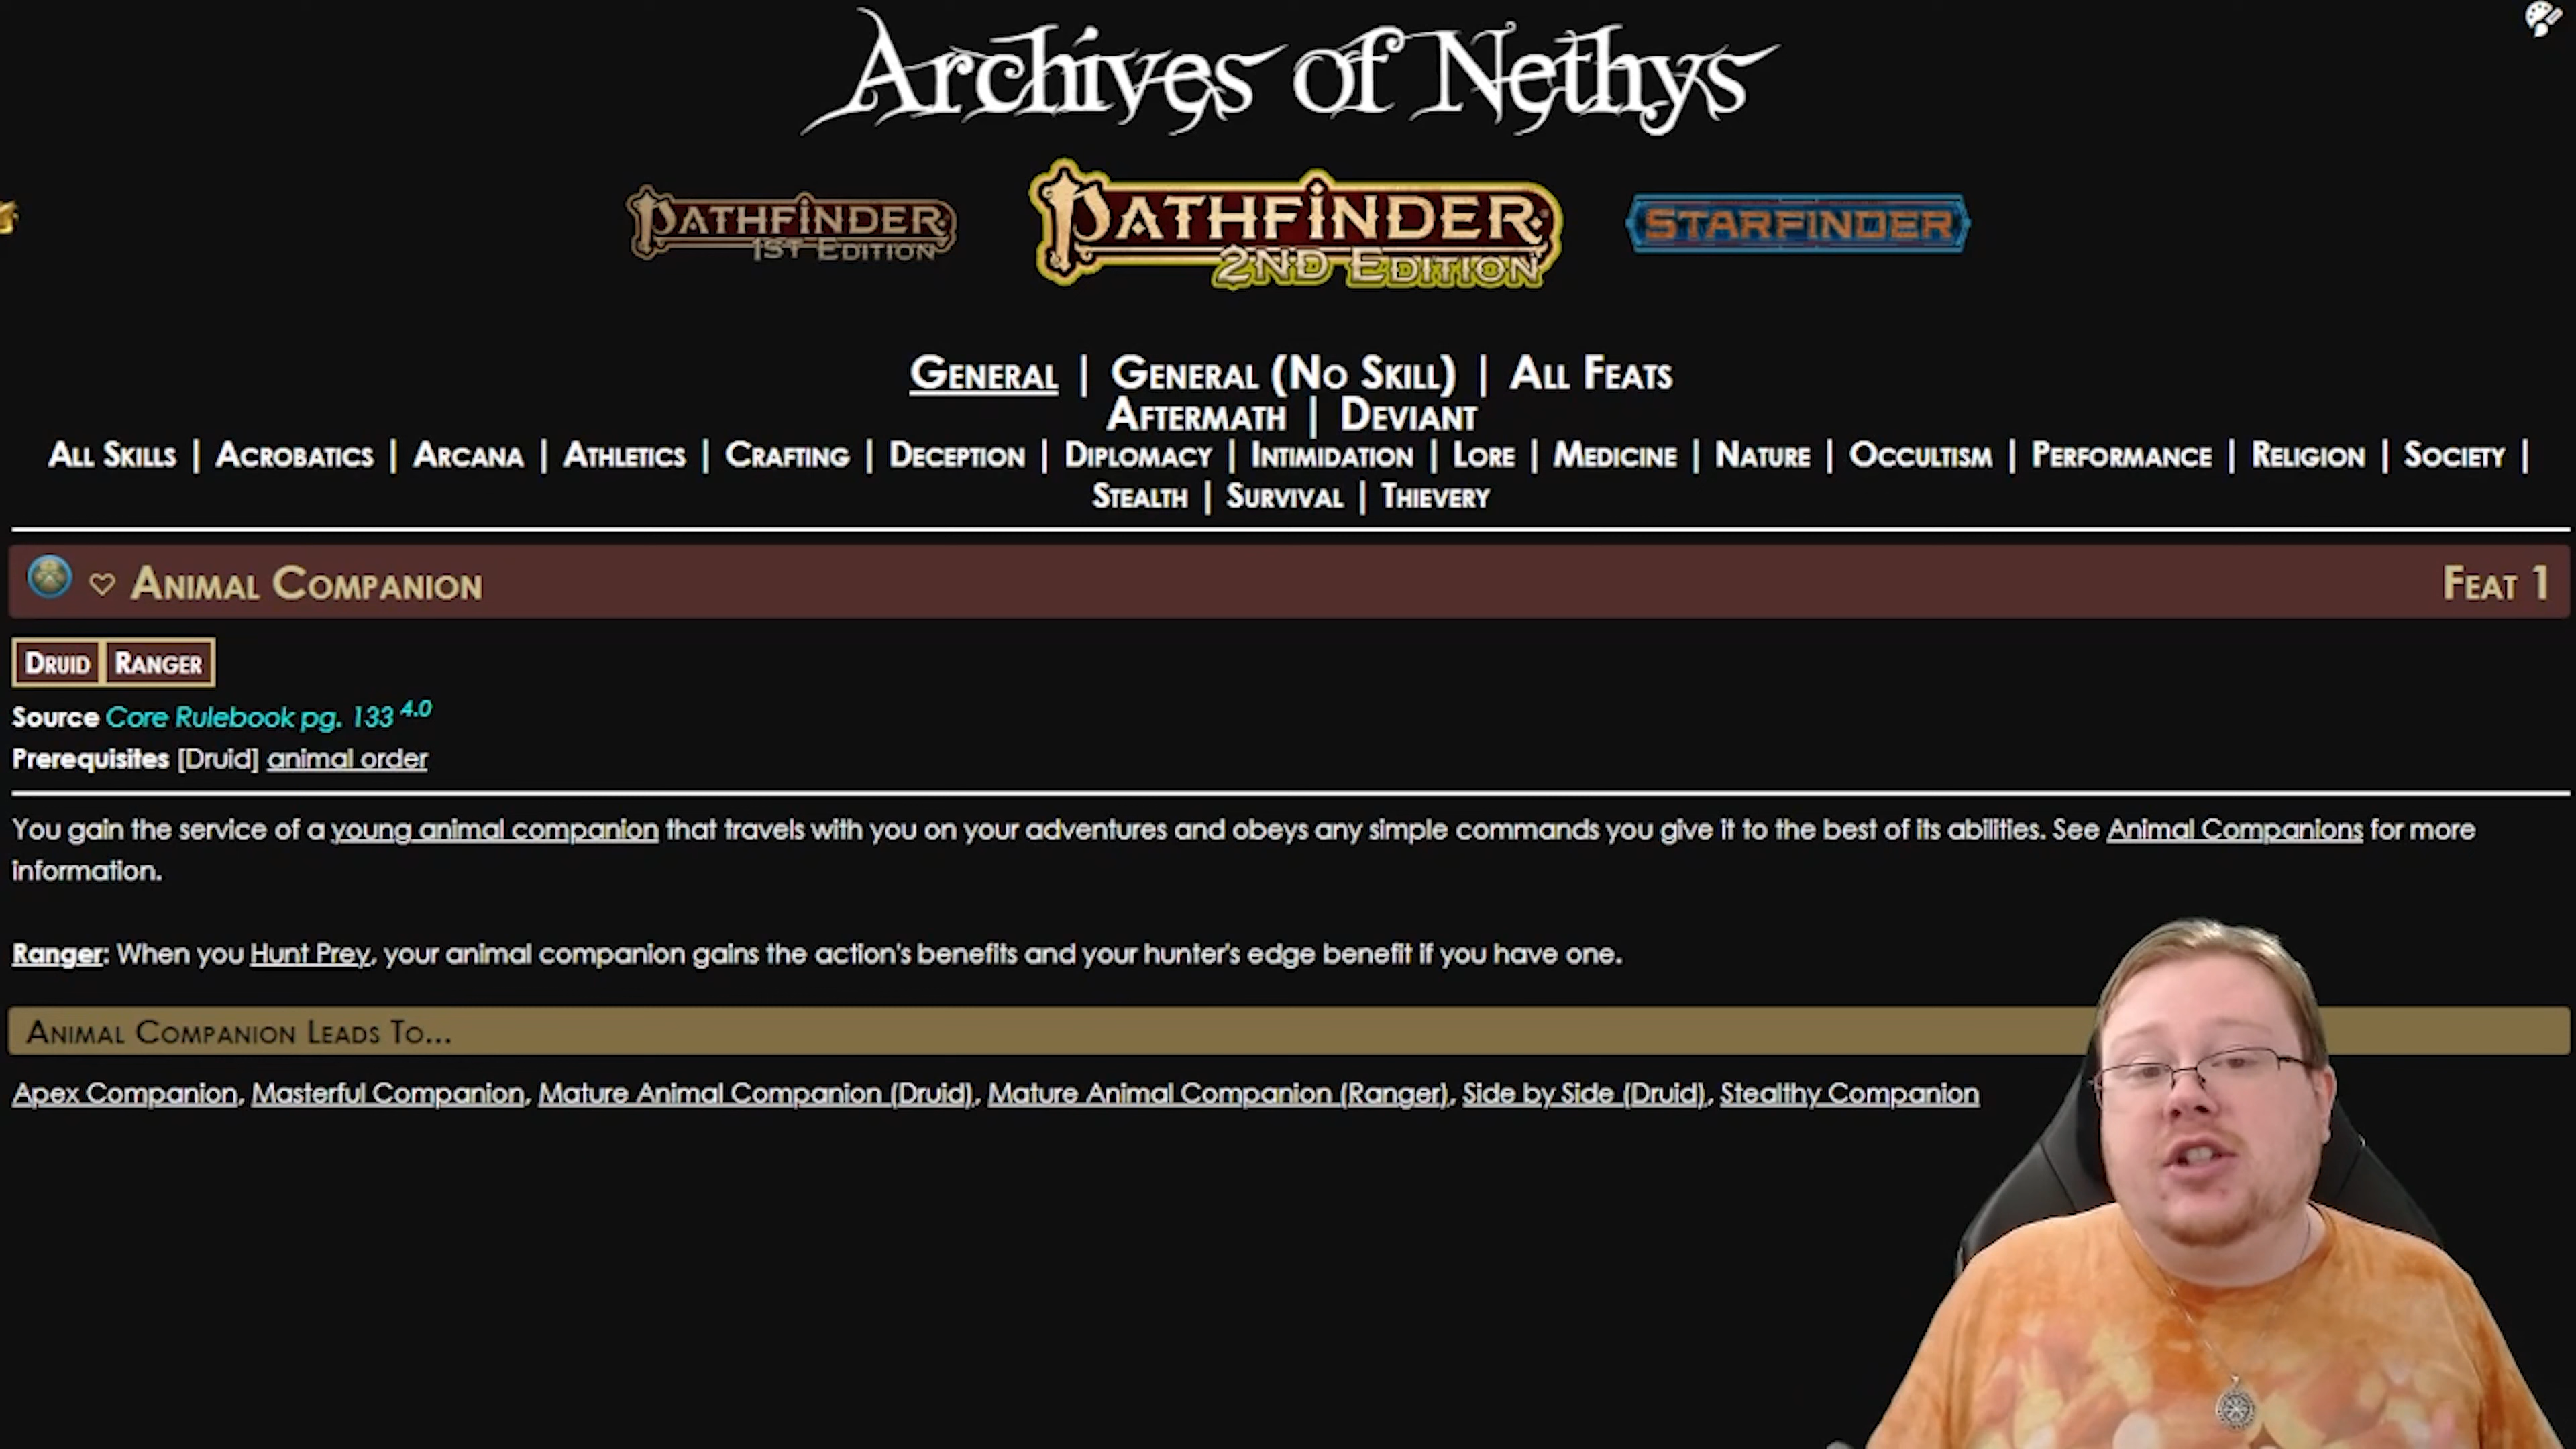 Archives of Nethys
PATHFINDER
1ST EDITION
PATHFINDER
2ND EDITION
STARFINDER
GENERAL | GENERAL (NO SKILL) | ALL FEATS
AFTERMATH | DEVIANT
ALL SKILLS | ACROBATICS | ARCANA | ATHLETICS | CRAFTING | DECEPTION | DIPLOMACY | INTIMIDATION | LORE | MEDICINE | NATURE | OCCULTISM | PERFORMANCE | RELIGION | SOCIETY |
STEALTH | SURVIVAL | THIEVERY
ANIMAL COMPANION FEAT 1
DRUID RANGER
Source Core Rulebook pg. 133 4.0
Prerequisites [Druid] animal order
You gain the service of a young animal companion that travels with you on your adventures and obeys any simple commands you give it to the best of its abilities. See Animal Companions for more
information.
Ranger: When you Hunt Prey, your animal companion gains the action's benefits and your hunter's edge benefit if you have one.
ANIMAL COMPANION LEADS TO...
Apex Companion, Masterful Companion, Mature Animal Companion (Druid), Mature Animal Companion (Ranger), Side by Side (Druid), Stealthy Companion